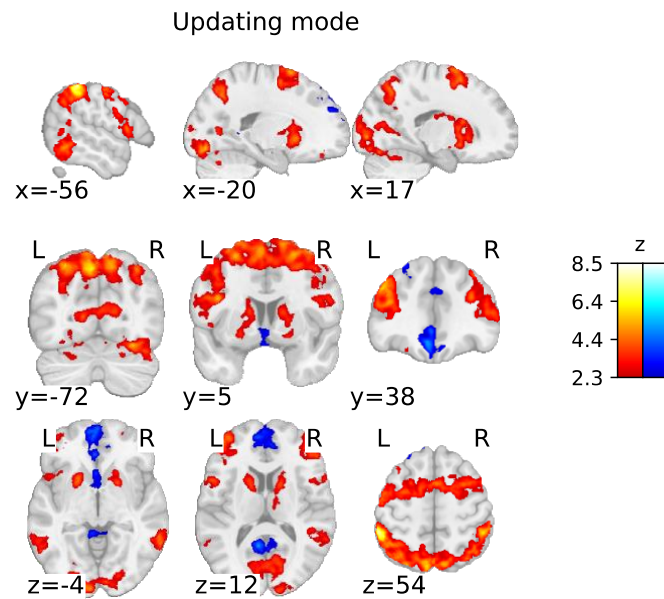 Updating mode
x=-56
x=-20
x=17
L R
L R
L R
y=-72
y=5
y=38
z
8.5
6.4
4.4
2.3
L R
L R
L R
z=-4
z=12
z=54